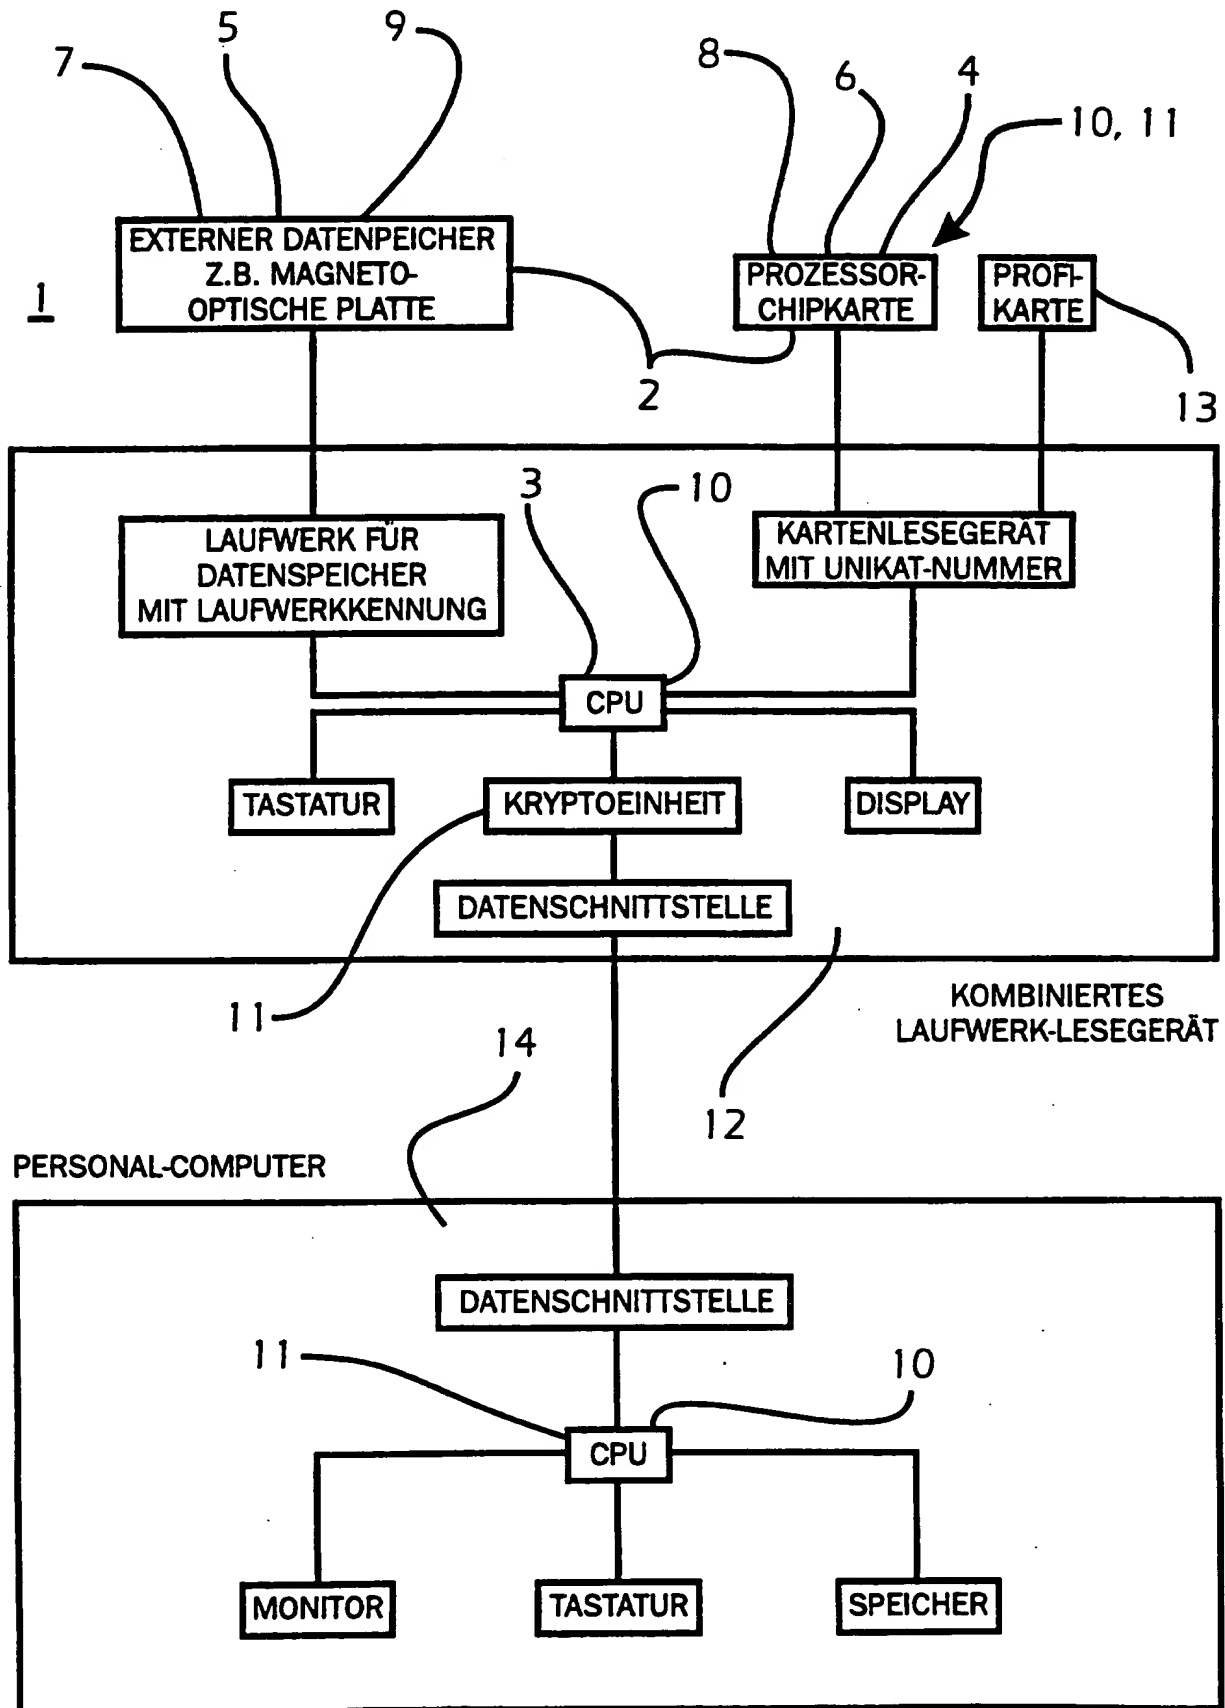 7
5
9
8
6
4
10, 11
EXTERNER DATENPEICHER
Z.B. MAGNETO-
OPTISCHE PLATTE
PROZESSOR-
CHIPKARTE
PROFI-
KARTE
1
2
13
3
10
LAUFWERK FÜR
DATENSPEICHER
MIT LAUFWERKKENNUNG
KARTENLESEGERÄT
MIT UNIKAT-NUMMER
CPU
TASTATUR
KRYPTOEINHEIT
DISPLAY
DATENSCHNITTSTELLE
11
KOMBINIERTES
LAUFWERK-LESEGERÄT
14
12
PERSONAL-COMPUTER
DATENSCHNITTSTELLE
11
10
CPU
MONITOR
TASTATUR
SPEICHER